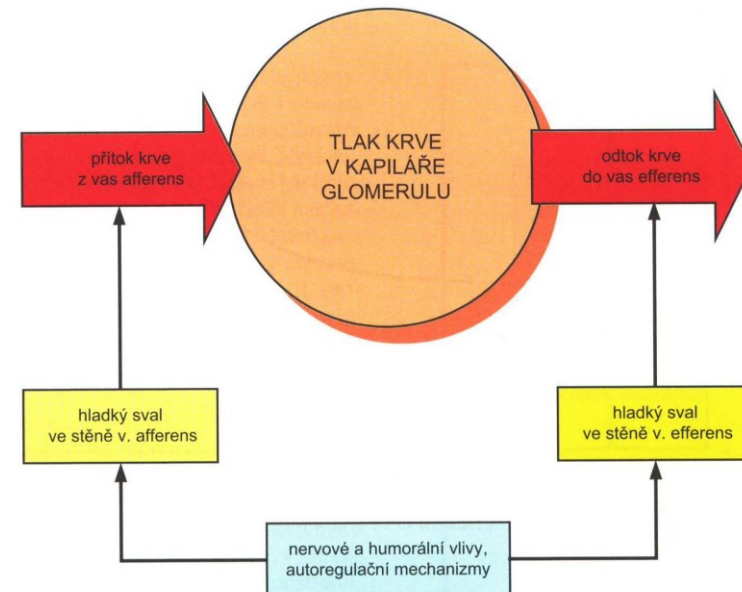 TLAK KRVE
V KAPILÁŘE
GLOMERULU
přítok krve
z vas afferens
odtok krve
do vas efferens
hladký sval
ve stěně v. afferens
hladký sval
ve stěně v. efferens
nervové a humorální vlivy,
autoregulační mechanizmy